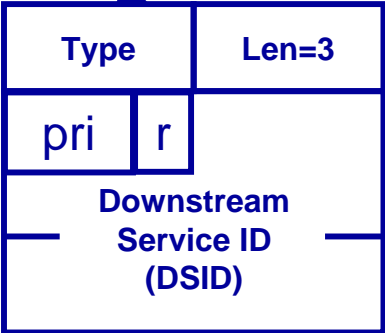 Type Len=3
pri r
Downstream
Service ID
(DSID)